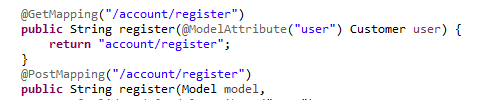 @GetMapping("/account/register")
public String register(@ModelAttribute("user") Customer user) {
return "account/register";
}
@PostMapping("/account/register")
public String register(Model model,